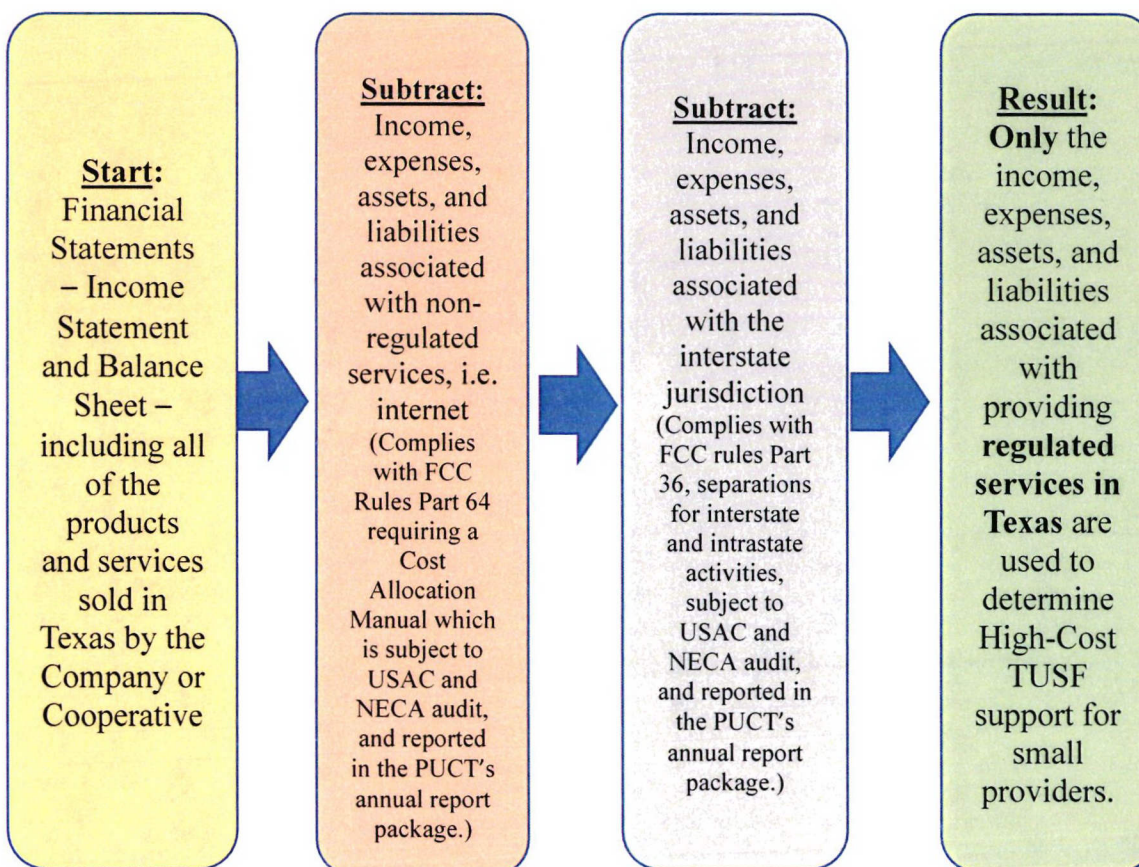 Start:
Financial
Statements
– Income
Statement
and Balance
Sheet –
including all
of the
products
and services
sold in
Texas by the
Company or
Cooperative
Subtract:
Income,
expenses,
assets, and
liabilities
associated
with non-
regulated
services, i.e.
internet
(Complies
with FCC
Rules Part 64
requiring a
Cost
Allocation
Manual which
is subject to
USAC and
NECA audit,
and reported
in the PUCT's
annual report
package.)
Subtract:
Income,
expenses,
assets, and
liabilities
associated
with the
interstate
jurisdiction
(Complies with
FCC rules Part
36, separations
for interstate
and intrastate
activities,
subject to
USAC and
NECA audit,
and reported in
the PUCT's
annual report
package.)
Result:
Only the
income,
expenses,
assets, and
liabilities
associated
with
providing
regulated
services in
Texas are
used to
determine
High-Cost
TUSF
support for
small
providers.